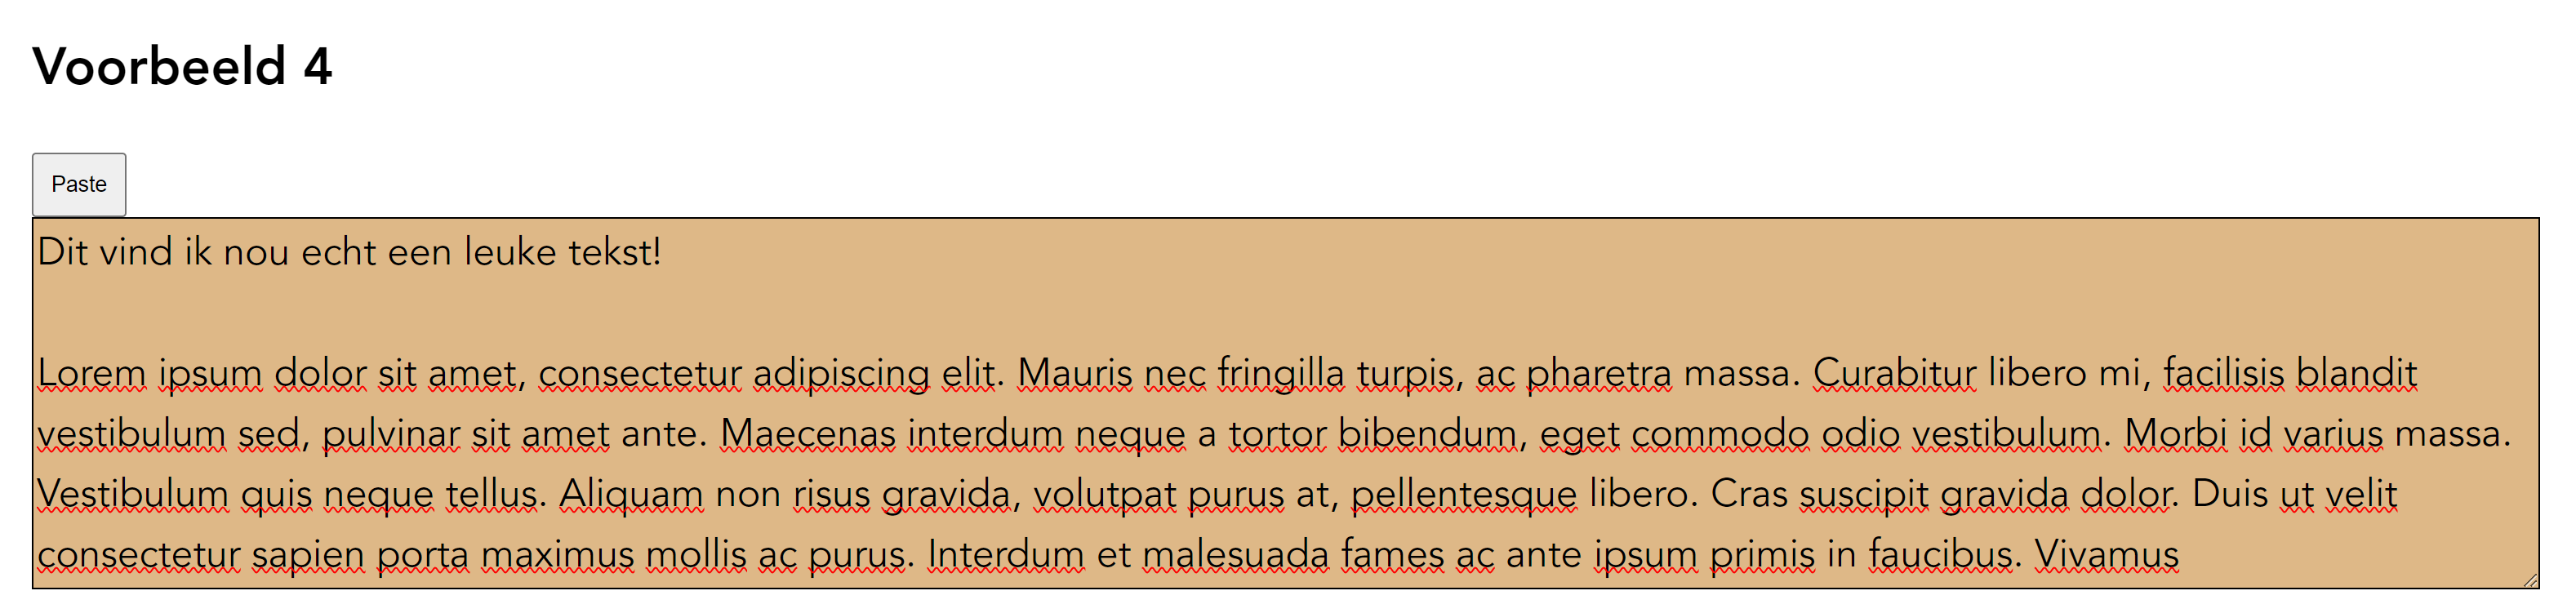 Voorbeeld 4
Paste
Dit vind ik nou echt een leuke tekst!
Lorem ipsum dolor sit amet, consectetur adipiscing elit. Mauris nec fringilla turpis, ac pharetra massa. Curabitur libero mi, facilisis blandit
vestibulum sed, pulvinar sit amet ante. Maecenas interdum neque a tortor bibendum, eget commodo odio vestibulum. Morbi id varius massa.
Vestibulum quis neque tellus. Aliquam non risus gravida, volutpat purus at, pellentesque libero. Cras suscipit gravida dolor. Duis ut velit
consectetur sapien porta maximus mollis ac purus. Interdum et malesuada fames ac ante ipsum primis in faucibus. Vivamus